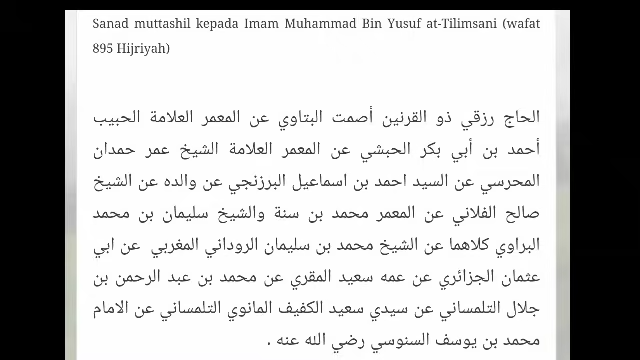 Sanad muttashil kepada Imam Muhammad Bin Yusuf at-Tilimsani (wafat
895 Hijriyah)
الحاج رزقي ذو القرنين أصمت البتاوي عن المعمر العلامة الحبيب
أحمد بن أبي بكر الحبشي عن المعمر العلامة الشيخ عمر حمدان
المحرسي عن السيد احمد بن اسماعيل البرزنجي عن والده عن الشيخ
صالح الفلاني عن المعمر محمد بن سنة والشيخ سليمان بن محمد
البراوي كلاهما عن الشيخ محمد بن سليمان الروداني المغربي عن ابي
عثمان الجزائري عن عمه سعيد المقري عن محمد بن عبد الرحمن بن
جلال التلمساني عن سيدي سعيد الكفيف المانوي التلمساني عن الامام
محمد بن يوسف السنوسي رضي الله عنه .